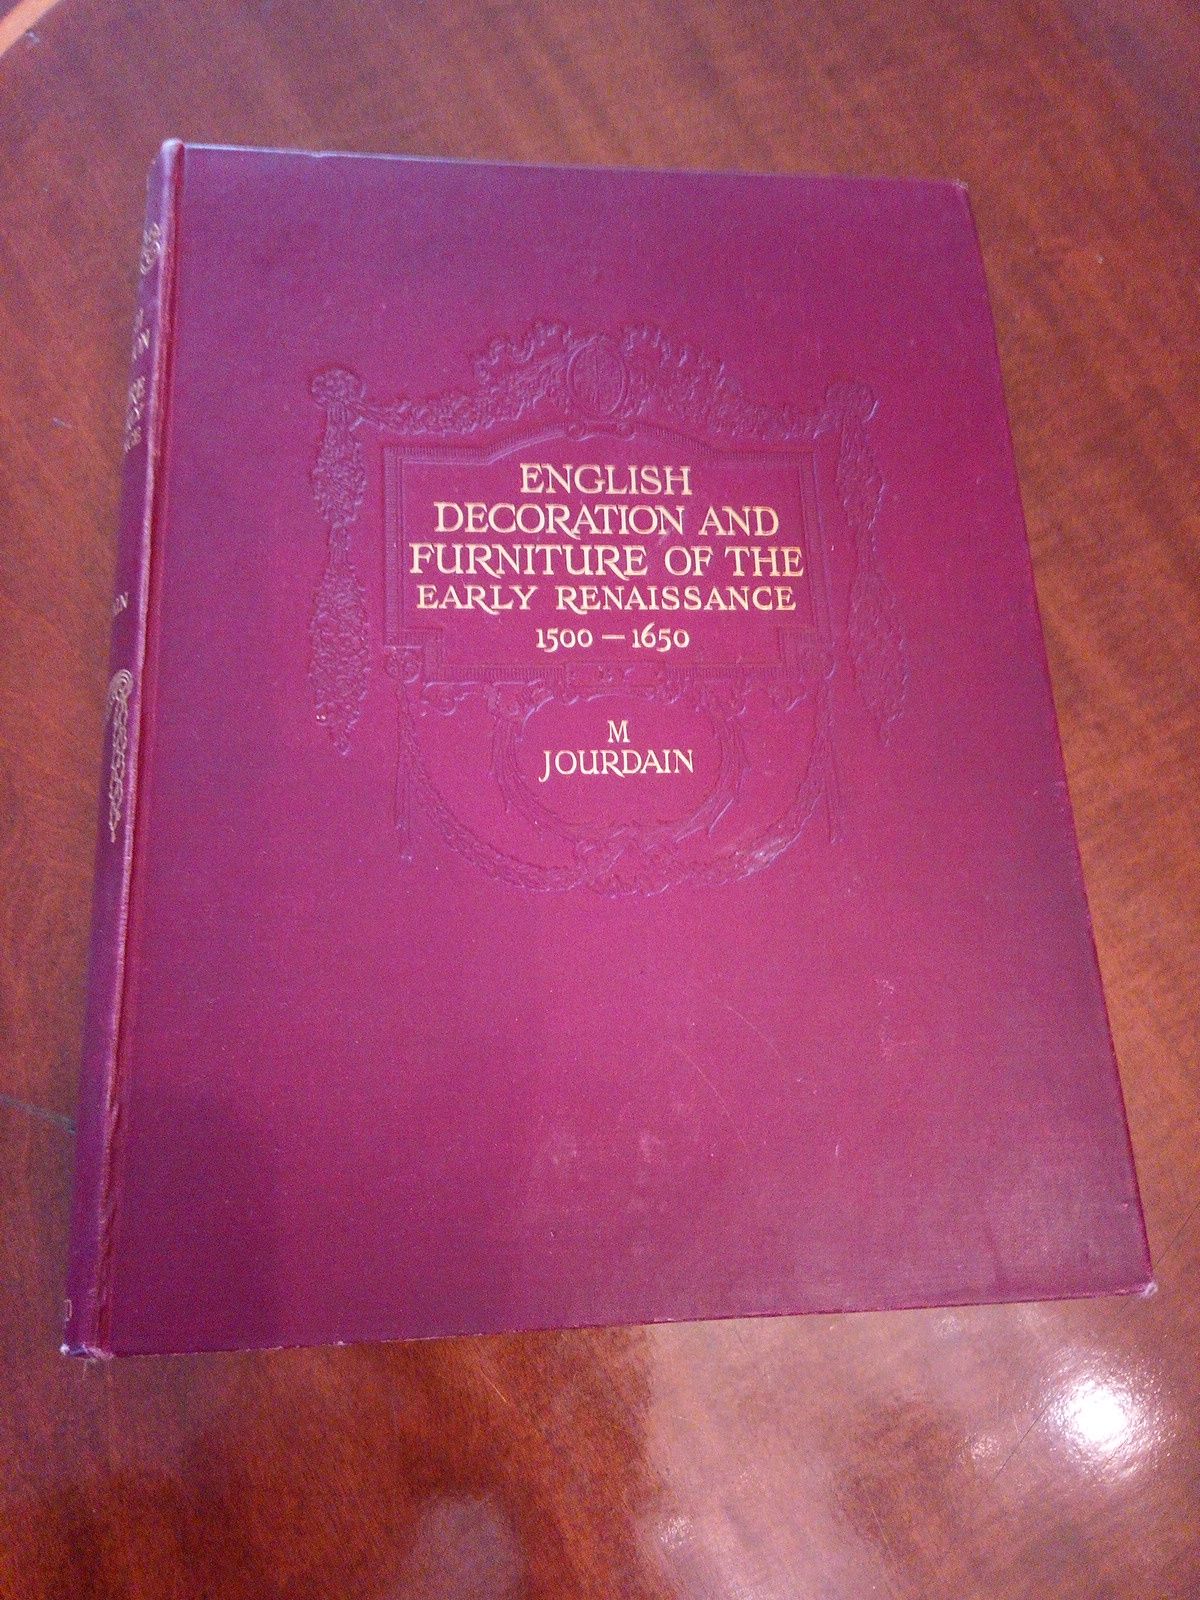 ENGLISH
DECORATION AND
FURNITURE OF THE
EARLY RENAISSANCE
1500 — 1650
M
JOURDAIN